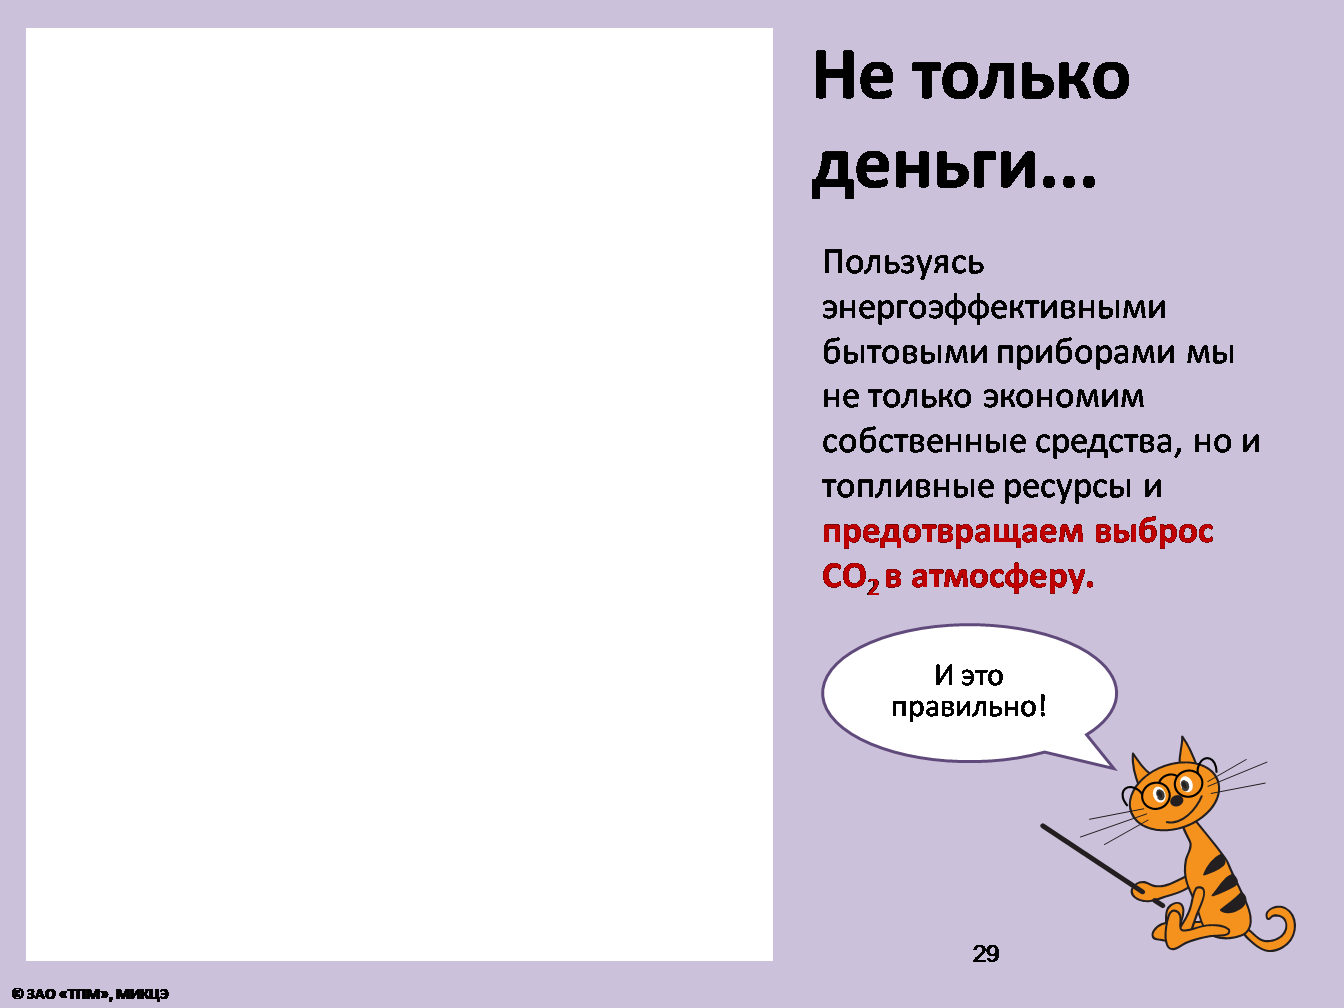 Не только
деньги...
Пользуясь
энергоэффективными
бытовыми приборами мы
не только экономим
собственные средства, но и
топливные ресурсы и
предотвращаем выброс
СО₂ в атмосферу.
И это
правильно!
29
© ЗАО «ТПМ», МИКЦЭ